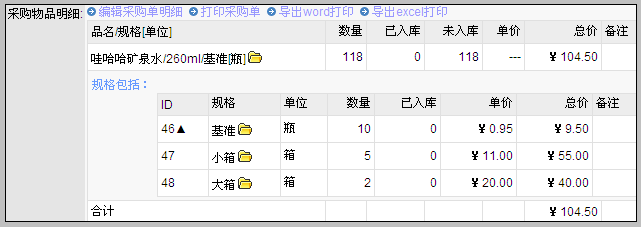 采购物品明细: 编辑采购单明细 打印采购单 导出word打印 导出excel打印
品名/规格[单位] 数量 已入库 未入库 单价 总价 备注
哇哈哈矿泉水/260ml/基准[瓶] 118 0 118 --- ¥ 104.50
规格包括：
ID 规格 单位 数量 已入库 单价 总价 备注
46▲ 基准 瓶 10 0 ¥ 0.95 ¥ 9.50
47 小箱 箱 5 0 ¥ 11.00 ¥ 55.00
48 大箱 箱 2 0 ¥ 20.00 ¥ 40.00
合计 ¥ 104.50